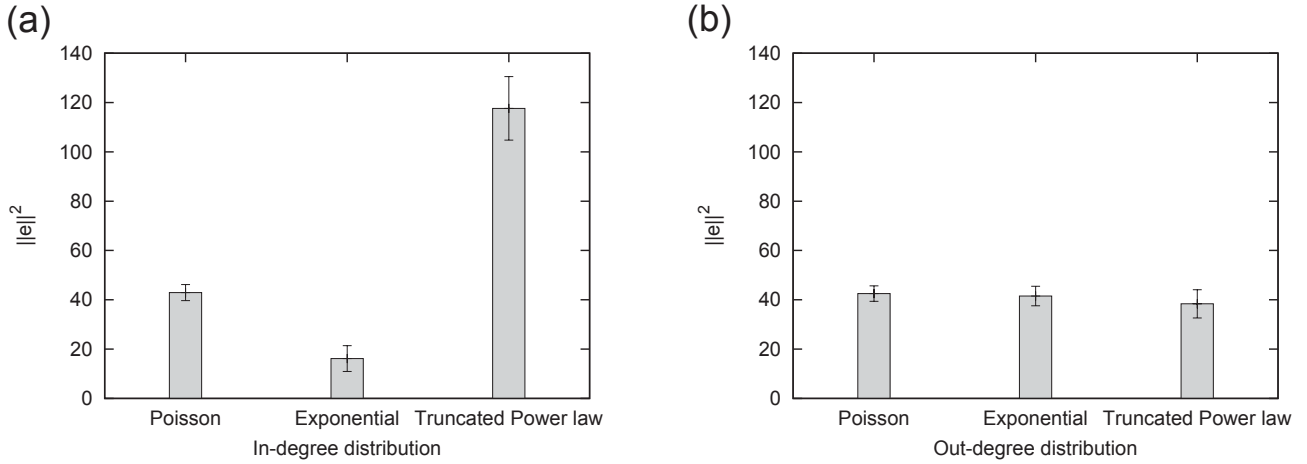 (a)
140
120
100
80
60
40
20
0
||e||²
Poisson Exponential Truncated Power law
In-degree distribution
(b)
140
120
100
80
60
40
20
0
||e||²
Poisson Exponential Truncated Power law
Out-degree distribution